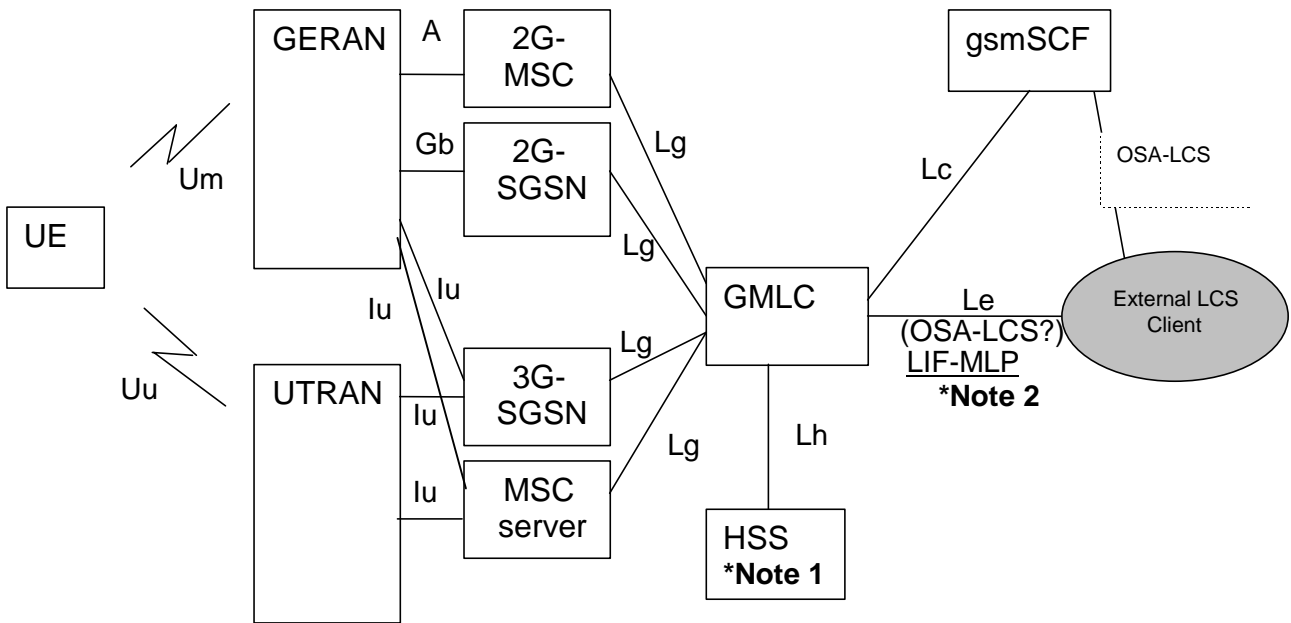 GERAN
A
2G-
MSC
gsmSCF
Gb
2G-
SGSN
Lg
Um
Lc
OSA-LCS
UE
Lg
Iu
Iu
GMLC
Le
(OSA-LCS?)
LIF-MLP
*Note 2
External LCS
Client
Uu
UTRAN
Iu
3G-
SGSN
Lg
Lg
Lh
Iu
MSC
server
HSS
*Note 1